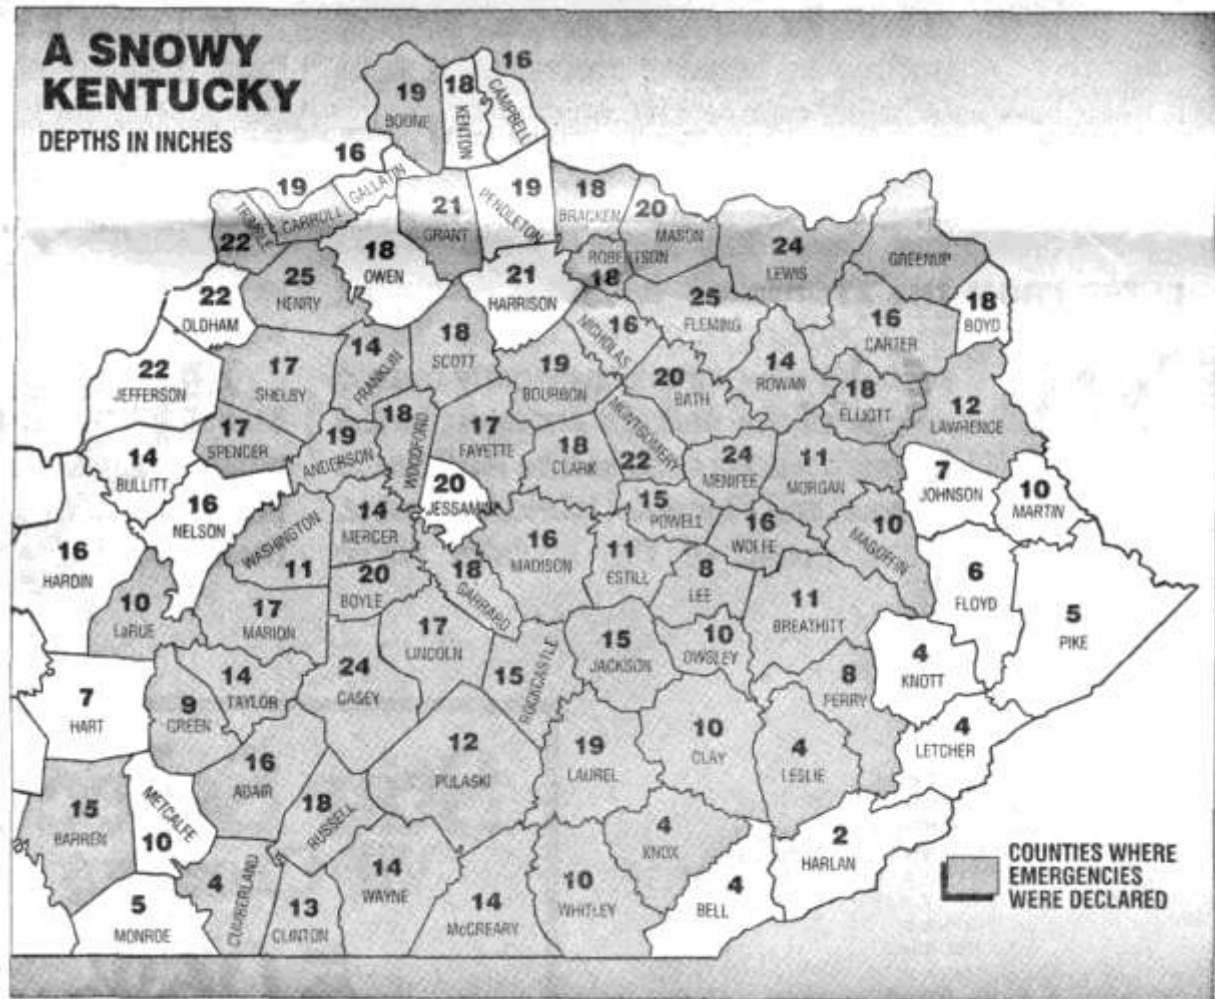 A SNOWY
KENTUCKY
DEPTHS IN INCHES
16
19
BOONE
18
KENTON
CAMPBELL
16
GALLATIN
19
CARROLL
TRIMBLE
22
21
GRANT
19
PENDLETON
18
BRACKEN
20
MASON
24
LEWIS
GREENUP
18
OWEN
ROBERTSON
18
25
HENRY
21
HARRISON
22
OLDHAM
25
FLEMING
18
BOYD
16
NICHOLAS
16
CARTER
22
JEFFERSON
17
SHELBY
14
FRANKLIN
18
SCOTT
19
BOURBON
20
BATH
14
ROWAN
18
ELLIOTT
12
LAWRENCE
17
SPENCER
19
ANDERSON
18
WOODFORD
17
FAYETTE
18
CLARK
MONTGOMERY
22
24
MENIFEE
11
MORGAN
14
BULLITT
7
JOHNSON
10
MARTIN
16
NELSON
20
JESSAMINE
14
MERCER
15
POWELL
16
WOLFE
10
MAGOFFIN
WASHINGTON
11
16
HARDIN
16
MADISON
11
ESTILL
8
LEE
18
GARRARD
20
BOYLE
6
FLOYD
5
PIKE
11
BREATHITT
10
LaRUE
17
MARION
17
LINCOLN
15
JACKSON
10
OWSLEY
15
ROCKCASTLE
4
KNOTT
24
CASEY
14
TAYLOR
8
PERRY
7
HART
9
GREEN
4
LETCHER
12
PULASKI
19
LAUREL
10
CLAY
4
LESLIE
16
ADAIR
15
BARREN
METCALFE
10
18
RUSSELL
4
KNOX
2
HARLAN
COUNTIES WHERE
EMERGENCIES
WERE DECLARED
4
CUMBERLAND
14
WAYNE
10
WHITLEY
4
BELL
5
MONROE
13
CLINTON
14
McCREARY